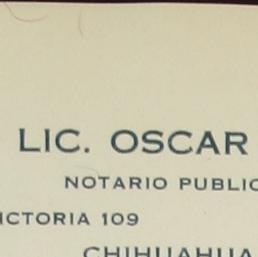 LIC. OSCAR
NOTARIO PUBLIC
ICTORIA 109
CHIHUAHUA